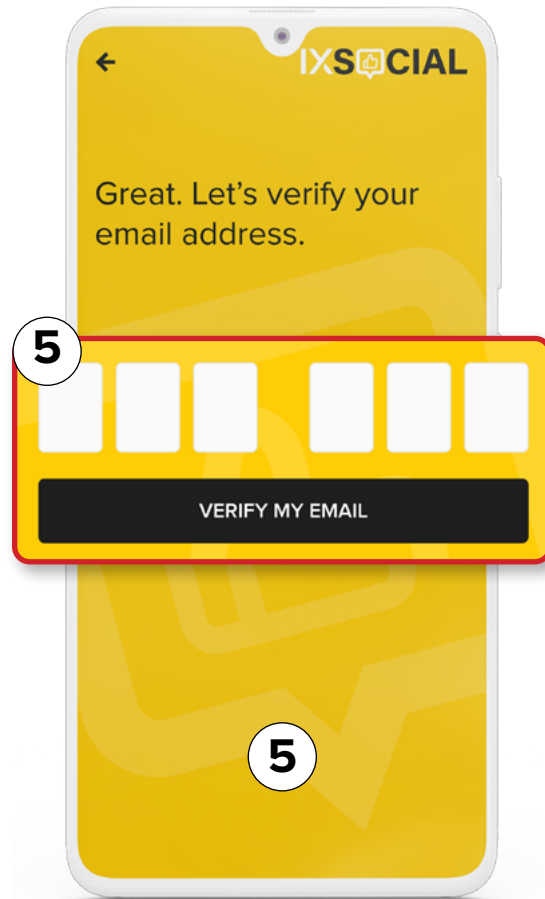 IXSOCIAL
Great. Let’s verify your
email address.
5
VERIFY MY EMAIL
5